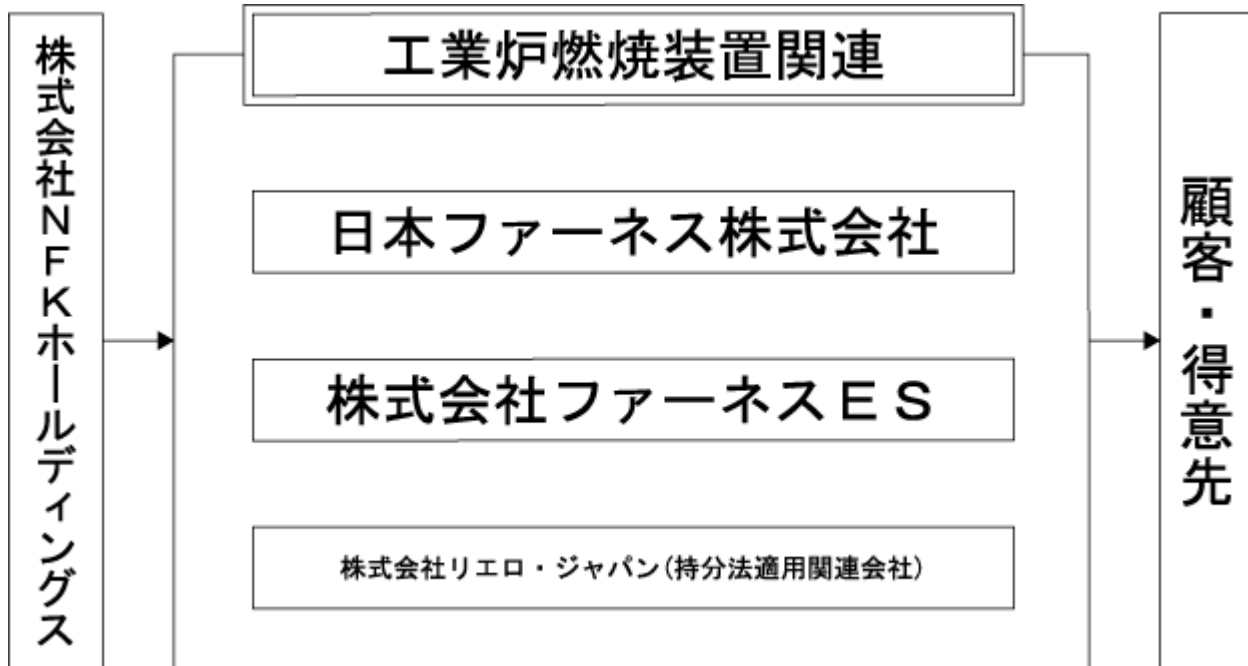 株式会社ＮＦＫホールディングス
工業炉燃焼装置関連
日本ファーネス株式会社
株式会社ファーネスＥＳ
株式会社リエロ・ジャパン(持分法適用関連会社)
顧客・得意先